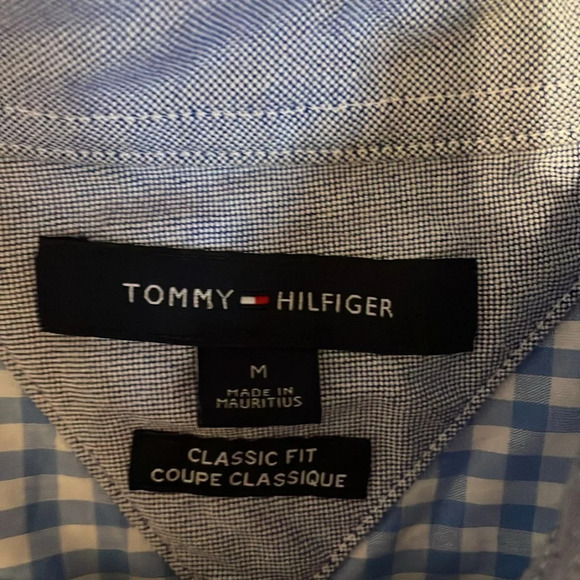 TOMMY HILFIGER
M
MADE IN
MAURITIUS
CLASSIC FIT
COUPE CLASSIQUE